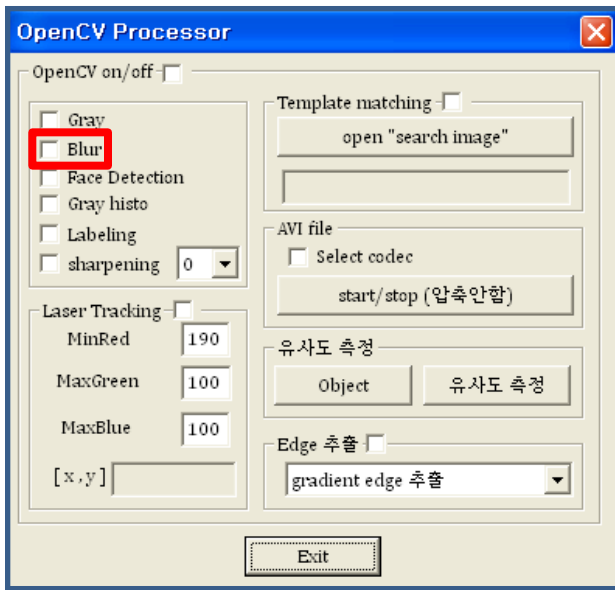 OpenCV Processor
OpenCV on/off
Gray
Blur
Face Detection
Gray histo
Labeling
sharpening 0
Laser Tracking
MinRed 190
MaxGreen 100
MaxBlue 100
[x,y]
Template matching
open "search image"
AVI file
Select codec
start/stop (압축안함)
유사도 측정
Object 유사도 측정
Edge 추출
gradient edge 추출
Exit